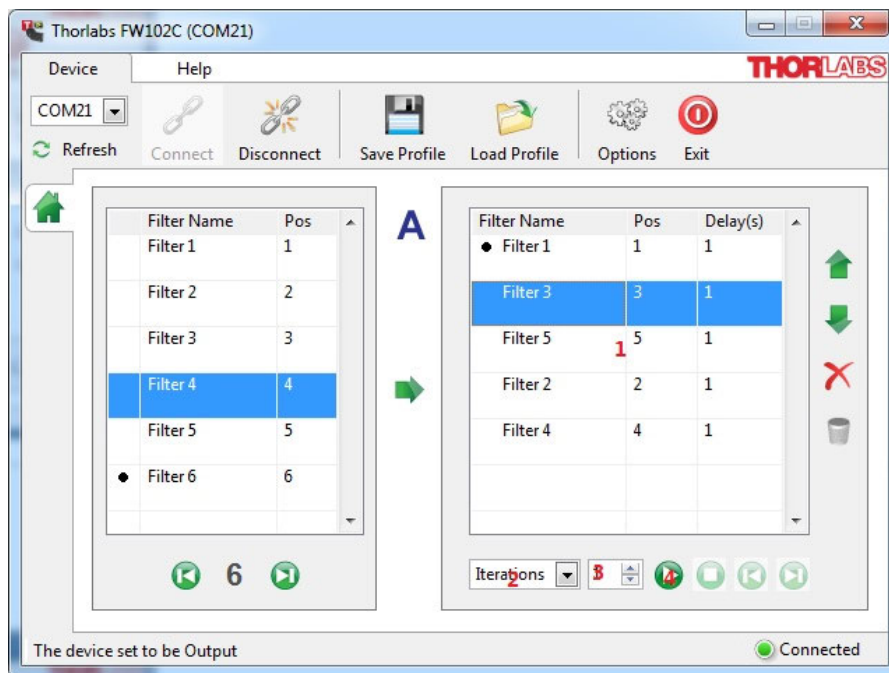 Thorlabs FW102C (COM21)
Device Help THORLABS
COM21
Refresh Connect Disconnect Save Profile Load Profile Options Exit
Filter Name Pos
Filter 1 1
Filter 2 2
Filter 3 3
Filter 4 4
Filter 5 5
Filter 6 6
6
A
Filter Name Pos Delay(s)
Filter 1 1 1
Filter 3 3 1
1
Filter 5 5 1
Filter 2 2 1
Filter 4 4 1
Iterations 2 3 4
The device set to be Output Connected